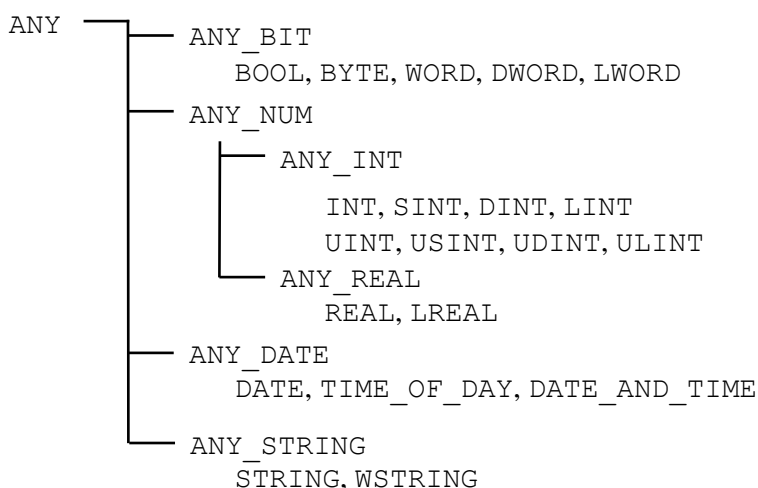 ANY
ANY_BIT
BOOL, BYTE, WORD, DWORD, LWORD
ANY_NUM
ANY_INT
INT, SINT, DINT, LINT
UINT, USINT, UDINT, ULINT
ANY_REAL
REAL, LREAL
ANY_DATE
DATE, TIME_OF_DAY, DATE_AND_TIME
ANY_STRING
STRING, WSTRING